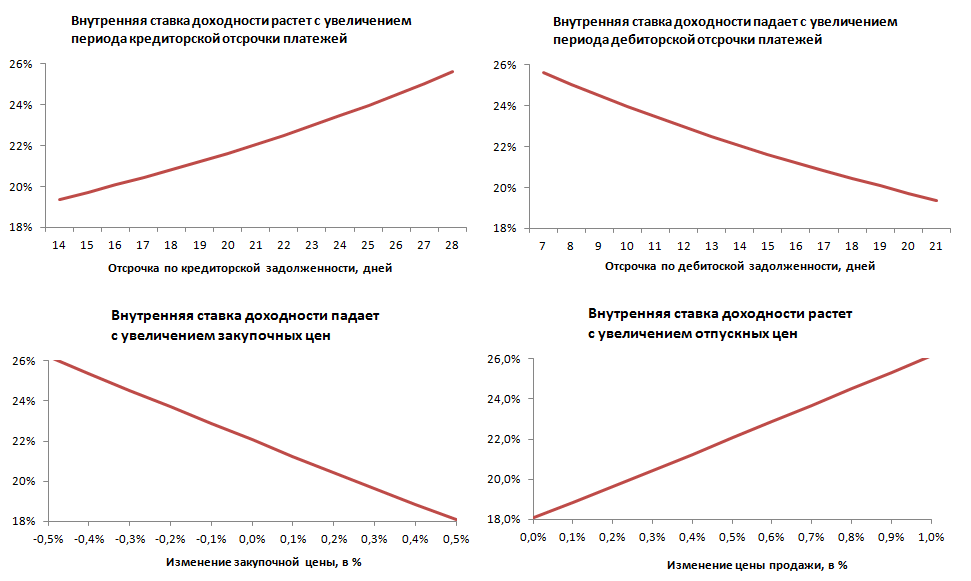 Внутренняя ставка доходности растет с увеличением
периода кредиторской отсрочки платежей
26%
24%
22%
20%
18%
14 15 16 17 18 19 20 21 22 23 24 25 26 27 28
Отсрочка по кредиторской задолженности, дней
Внутренняя ставка доходности падает с увеличением
периода дебиторской отсрочки платежей
26%
24%
22%
20%
18%
7 8 9 10 11 12 13 14 15 16 17 18 19 20 21
Отсрочка по дебитоской задолженности, дней
Внутренняя ставка доходности падает
с увеличением закупочных цен
26%
24%
22%
20%
18%
-0,5% -0,4% -0,3% -0,2% -0,1% 0,0% 0,1% 0,2% 0,3% 0,4% 0,5%
Изменение закупочной цены, в %
Внутренняя ставка доходности растет
с увеличением отпускных цен
26,0%
24,0%
22,0%
20,0%
18,0%
0,0% 0,1% 0,2% 0,3% 0,4% 0,5% 0,6% 0,7% 0,8% 0,9% 1,0%
Изменение цены продажи, в %